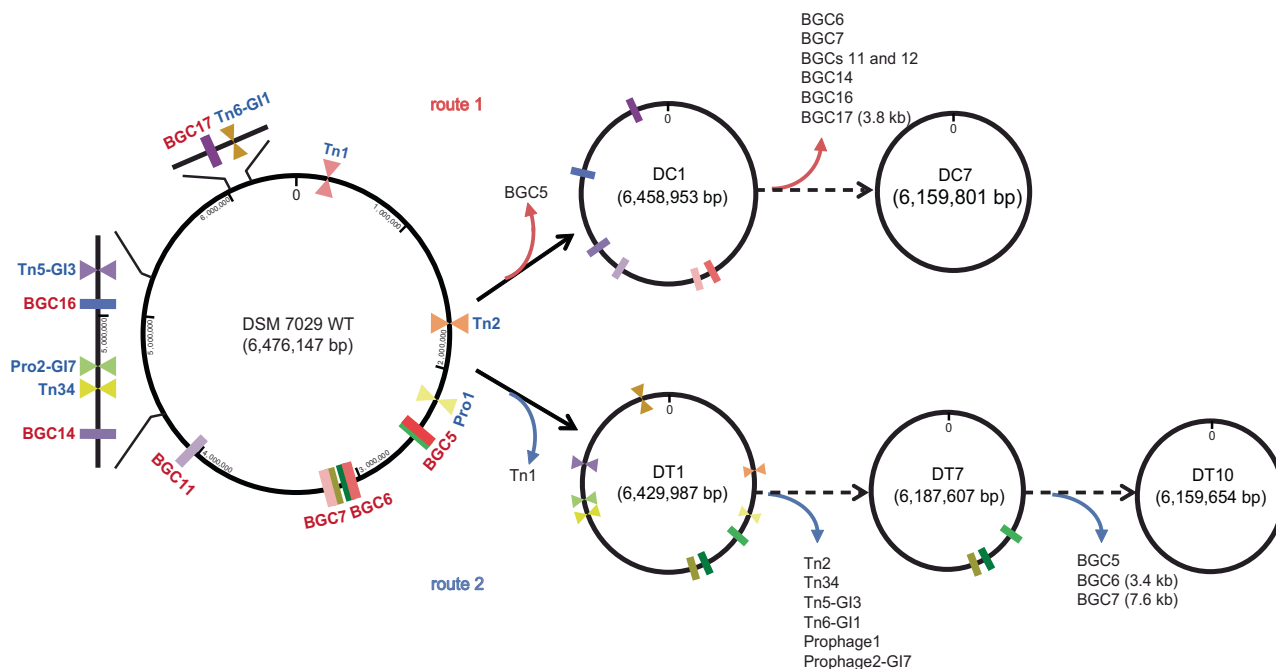 BGC17
Tn6-GI1
Tn1
0
1,000,000
2,000,000
3,000,000
4,000,000
5,000,000
6,000,000
Tn5-GI3
BGC16
5,000,000
Pro2-GI7
Tn34
BGC14
BGC11
BGC7 BGC6
BGC5
Pro1
Tn2
DSM 7029 WT
(6,476,147 bp)
route 1
BGC5
0
DC1
(6,458,953 bp)
BGC6
BGC7
BGCs 11 and 12
BGC14
BGC16
BGC17 (3.8 kb)
0
DC7
(6,159,801 bp)
Tn1
route 2
0
DT1
(6,429,987 bp)
Tn2
Tn34
Tn5-GI3
Tn6-GI1
Prophage1
Prophage2-GI7
0
DT7
(6,187,607 bp)
BGC5
BGC6 (3.4 kb)
BGC7 (7.6 kb)
0
DT10
(6,159,654 bp)